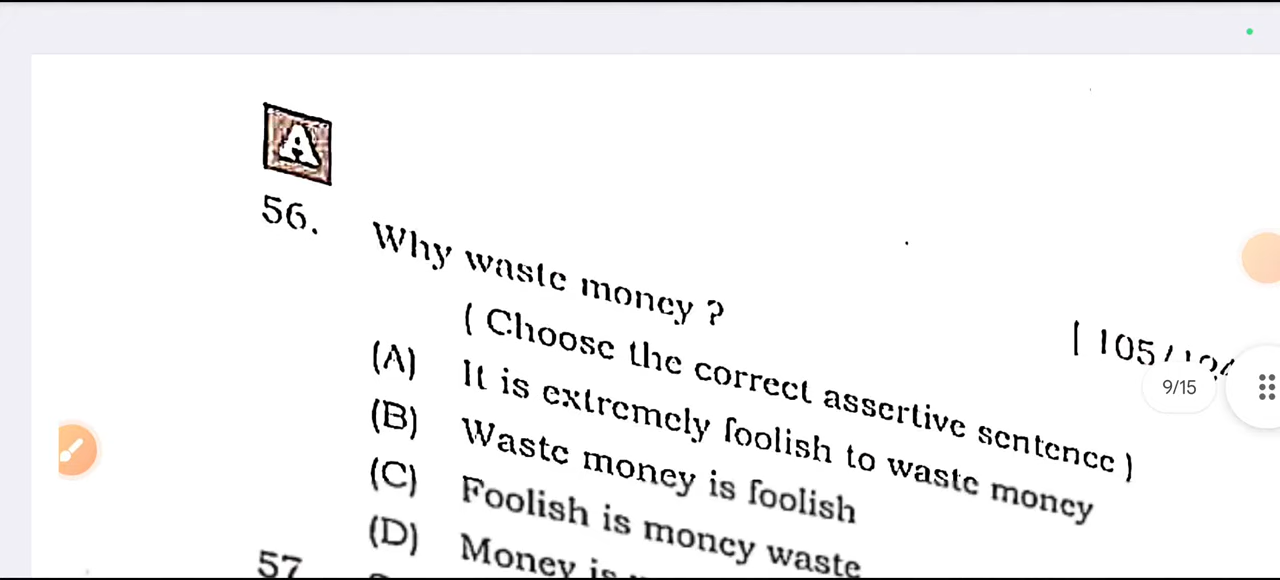 A
56. Why waste money ?
[ 105/
( Choose the correct assertive sentence )
(A) It is extremely foolish to waste money
(B) Waste money is foolish
(C) Foolish is money waste
(D) Money is
57
9/15